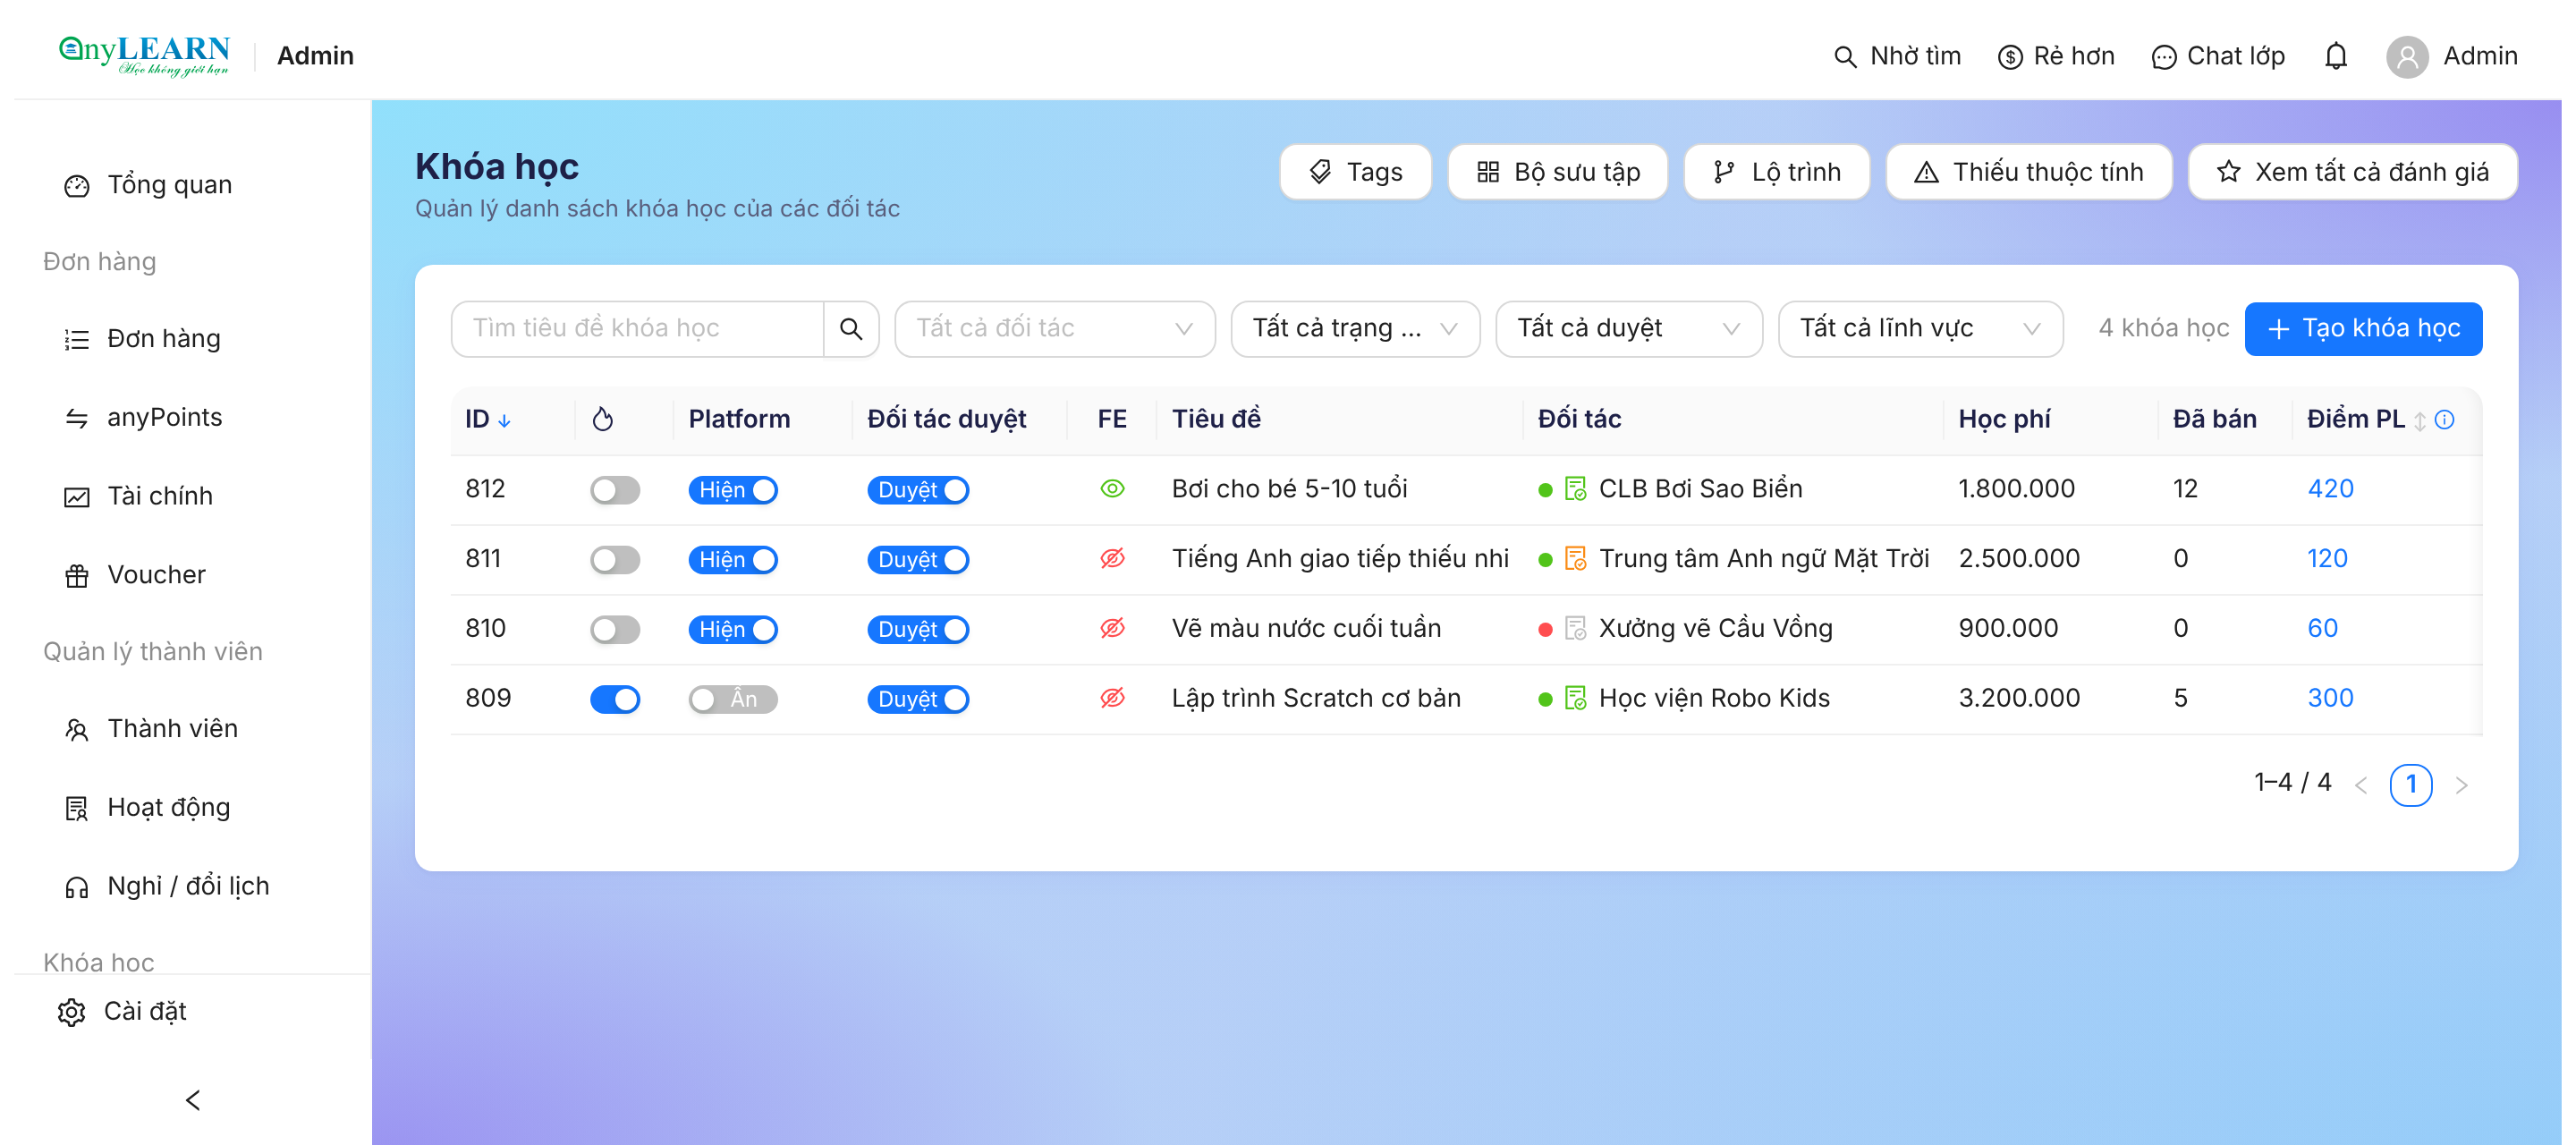 anyLEARN
Học không giới hạn
Admin
Nhờ tìm
Rẻ hơn
Chat lớp
Admin
Tổng quan
Đơn hàng
Đơn hàng
anyPoints
Tài chính
Voucher
Quản lý thành viên
Thành viên
Hoạt động
Nghỉ / đổi lịch
Khóa học
Cài đặt
Khóa học
Quản lý danh sách khóa học của các đối tác
Tags
Bộ sưu tập
Lộ trình
Thiếu thuộc tính
Xem tất cả đánh giá
Tìm tiêu đề khóa học
Tất cả đối tác
Tất cả trạng ...
Tất cả duyệt
Tất cả lĩnh vực
4 khóa học
Tạo khóa học
ID Platform Đối tác duyệt FE Tiêu đề Đối tác Học phí Đã bán Điểm PL
812 Hiện Duyệt Bơi cho bé 5-10 tuổi CLB Bơi Sao Biển 1.800.000 12 420
811 Hiện Duyệt Tiếng Anh giao tiếp thiếu nhi Trung tâm Anh ngữ Mặt Trời 2.500.000 0 120
810 Hiện Duyệt Vẽ màu nước cuối tuần Xưởng vẽ Cầu Vồng 900.000 0 60
809 Ẩn Duyệt Lập trình Scratch cơ bản Học viện Robo Kids 3.200.000 5 300
1–4 / 4
1